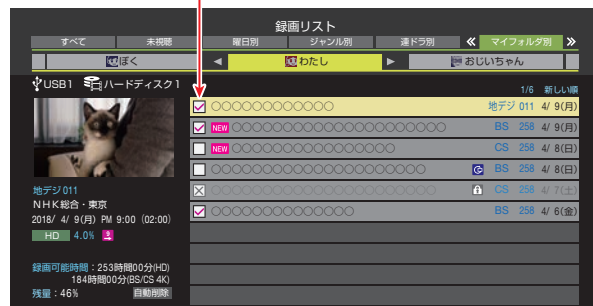 録画リスト
すべて 未視聴 曜日別 ジャンル別 連ドラ別 マイフォルダ別
ぼく わたし おじいちゃん
USB1 ハードディスク1
1/6 新しい順
○○○○○○○○○○○○ 地デジ 011 4/ 9(月)
NEW ○○○○○○○○○○○○○○○○○○○○○ BS 258 4/ 9(月)
NEW ○○○○○○○○○○○○○○○○ CS 258 4/ 8(日)
○○○○○○○○○○○○○○○○○○○○○ BS 258 4/ 8(日)
○○○○○○○○○○○○○○○○○○○○○○ CS 258 4/ 7(土)
○○○○○○○○○○○○○○ BS 258 4/ 6(金)
地デジ 011
NHK総合・東京
2018/ 4/ 9(月) PM 9:00 (02:00)
HD 4.0%
録画可能時間：253時間00分(HD)
184時間00分(BS/CS 4K)
残量：46% 自動削除